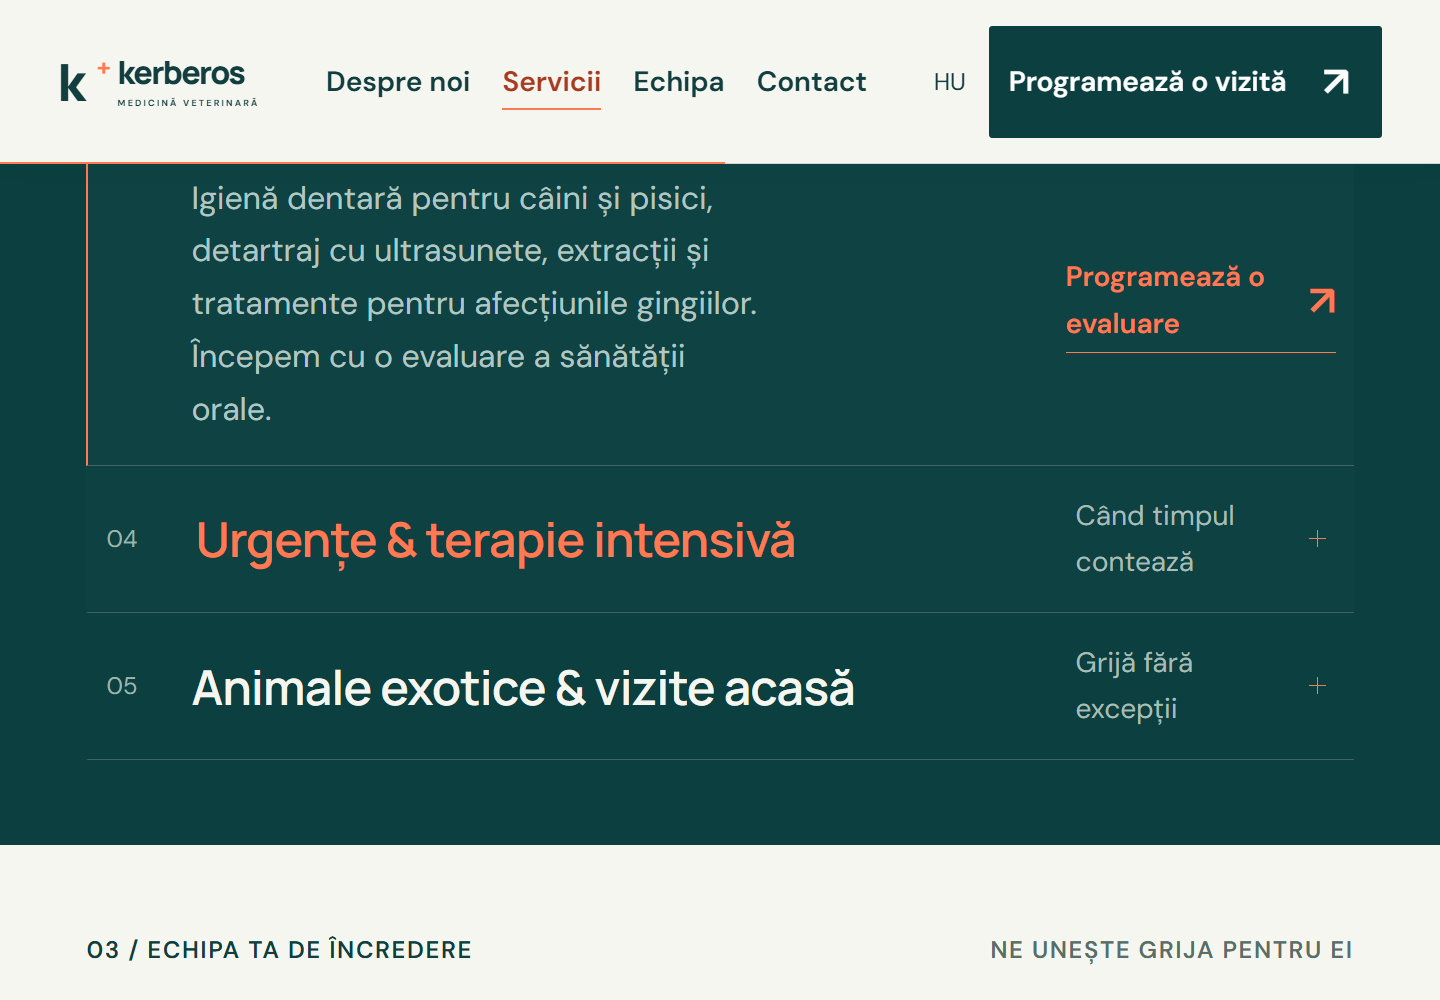 k+ kerberos
MEDICINĂ VETERINARĂ
Despre noi
Servicii
Echipa
Contact
HU
Programează o vizită
Igienă dentară pentru câini și pisici,
detartraj cu ultrasunete, extracții și
tratamente pentru afecțiunile gingiilor.
Începem cu o evaluare a sănătății
orale.
Programează o
evaluare
04
Urgențe & terapie intensivă
Când timpul
contează
+
05
Animale exotice & vizite acasă
Grijă fără
excepții
+
03 / ECHIPA TA DE ÎNCREDERE
NE UNEȘTE GRIJA PENTRU EI